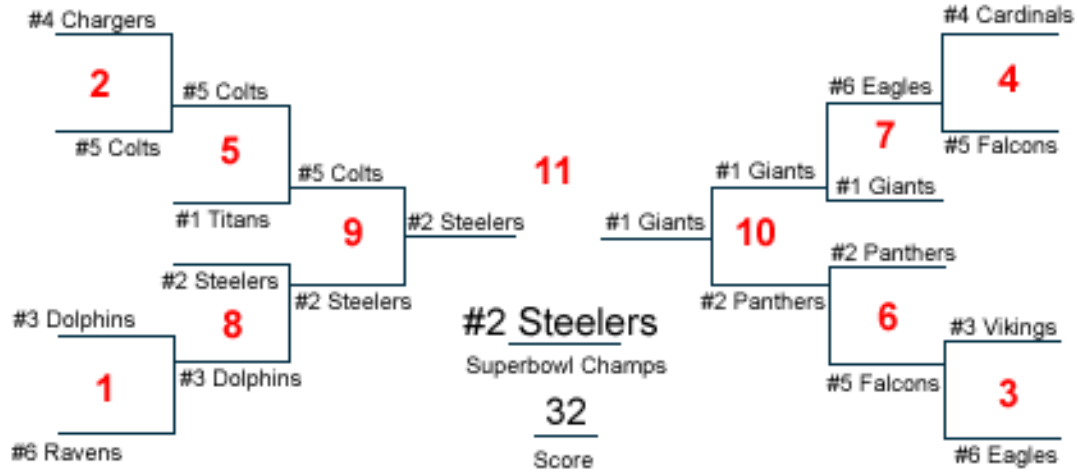 #4 Chargers
2
#5 Colts
#5 Colts
5
#1 Titans
#5 Colts
9
#2 Steelers
#2 Steelers
#2 Steelers
8
#3 Dolphins
#3 Dolphins
1
#6 Ravens
11
#2 Steelers
Superbowl Champs
32
Score
#4 Cardinals
4
#5 Falcons
#6 Eagles
7
#1 Giants
#1 Giants
10
#1 Giants
#2 Panthers
#2 Panthers
6
#5 Falcons
#3 Vikings
3
#6 Eagles